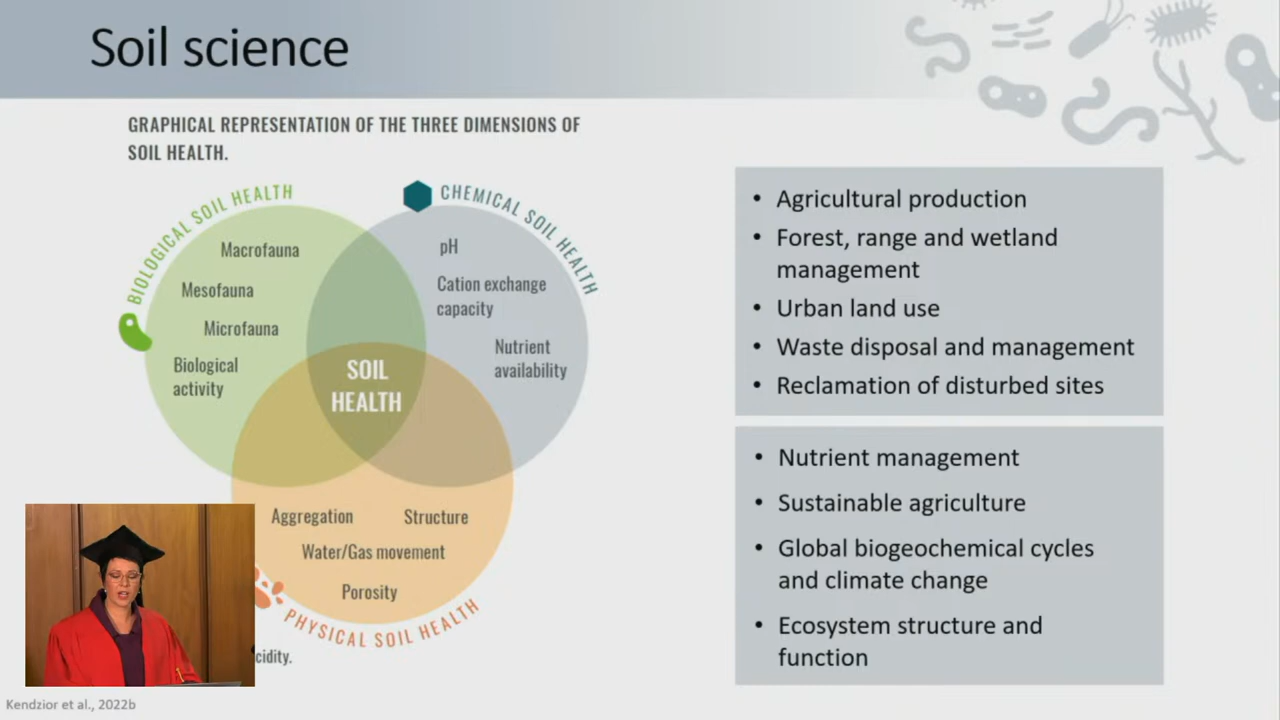 Soil science
GRAPHICAL REPRESENTATION OF THE THREE DIMENSIONS OF
SOIL HEALTH.
BIOLOGICAL SOIL HEALTH
Macrofauna
Mesofauna
Microfauna
Biological
activity
CHEMICAL SOIL HEALTH
pH
Cation exchange
capacity
Nutrient
availability
SOIL
HEALTH
Aggregation
Structure
Water/Gas movement
Porosity
PHYSICAL SOIL HEALTH
cidity.
Kendzior et al., 2022b
• Agricultural production
• Forest, range and wetland
management
• Urban land use
• Waste disposal and management
• Reclamation of disturbed sites
• Nutrient management
• Sustainable agriculture
• Global biogeochemical cycles
and climate change
• Ecosystem structure and
function